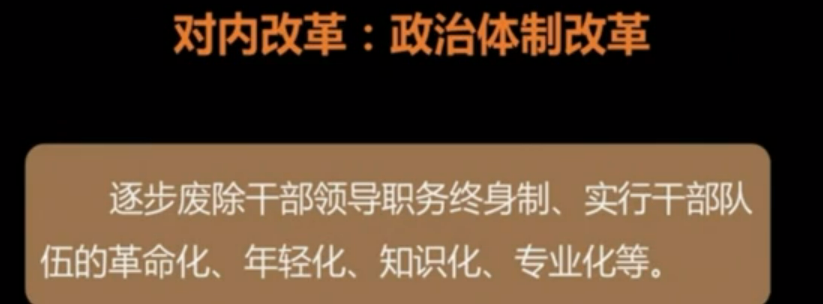 对内改革：政治体制改革
逐步废除干部领导职务终身制、实行干部队
伍的革命化、年轻化、知识化、专业化等。